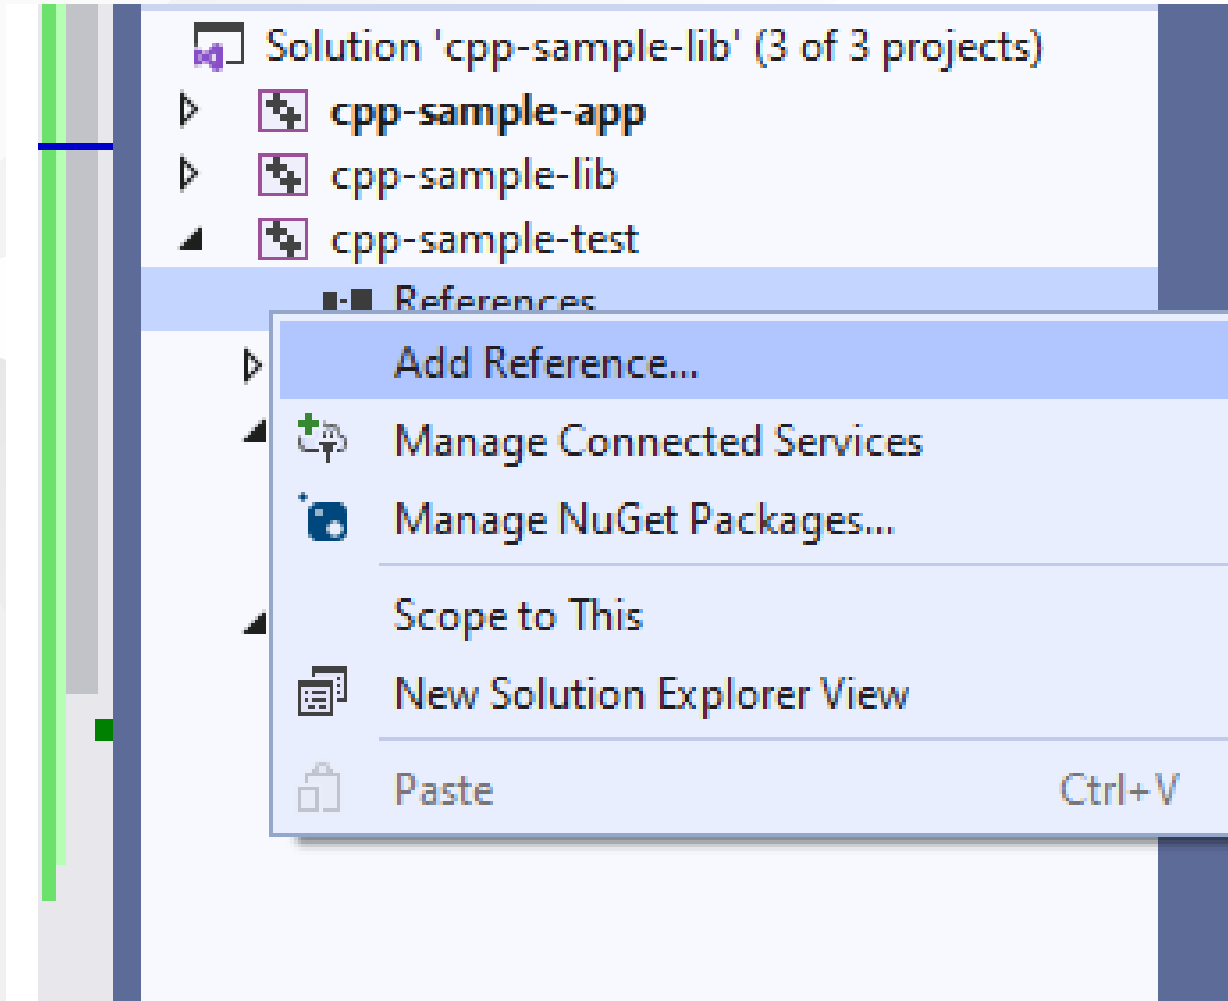 Solution 'cpp-sample-lib' (3 of 3 projects)
cpp-sample-app
cpp-sample-lib
cpp-sample-test
References
Add Reference...
Manage Connected Services
Manage NuGet Packages...
Scope to This
New Solution Explorer View
Paste Ctrl+V